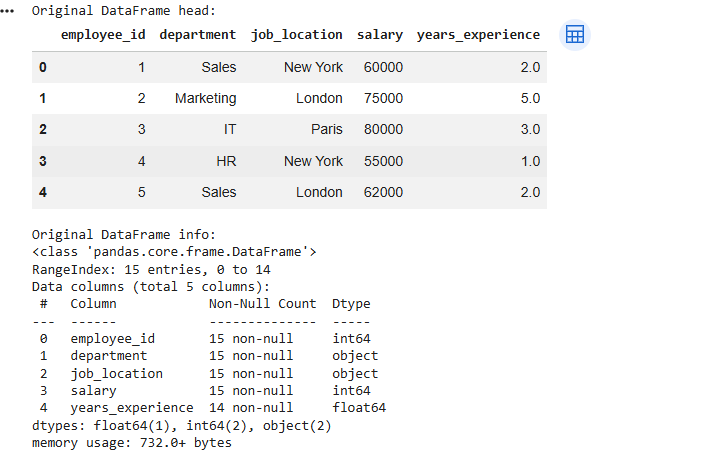 Original DataFrame head:
employee_id department job_location salary years_experience
0 1 Sales New York 60000 2.0
1 2 Marketing London 75000 5.0
2 3 IT Paris 80000 3.0
3 4 HR New York 55000 1.0
4 5 Sales London 62000 2.0
Original DataFrame info:
<class 'pandas.core.frame.DataFrame'>
RangeIndex: 15 entries, 0 to 14
Data columns (total 5 columns):
# Column Non-Null Count Dtype
--- ------ -------------- -----
0 employee_id 15 non-null int64
1 department 15 non-null object
2 job_location 15 non-null object
3 salary 15 non-null int64
4 years_experience 14 non-null float64
dtypes: float64(1), int64(2), object(2)
memory usage: 732.0+ bytes